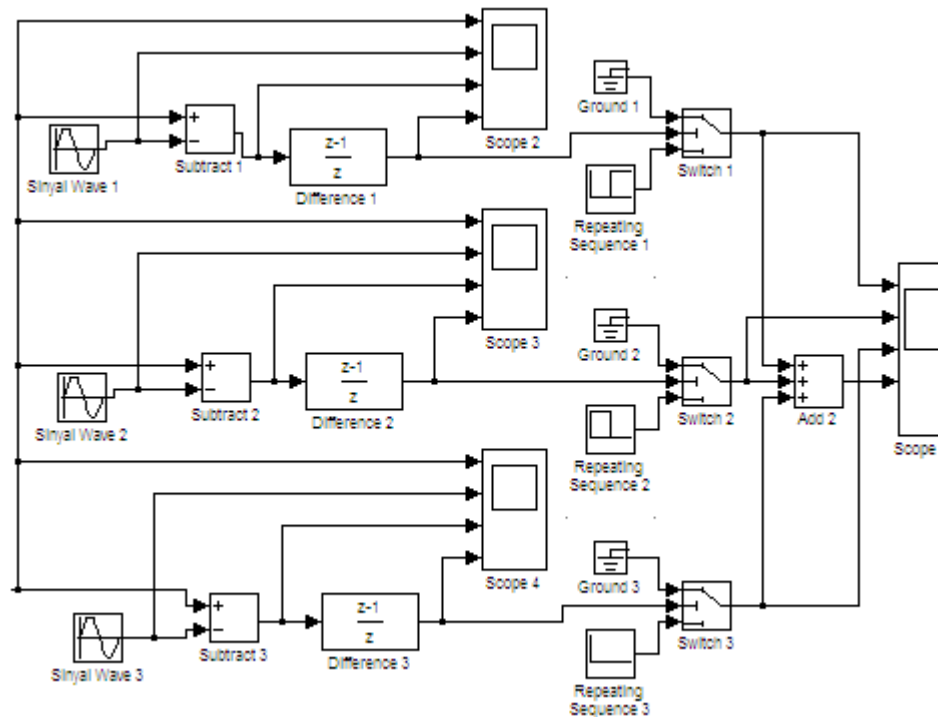 Ground 1
+
−
Sinyal Wave 1
Subtract 1
z-1
z
Difference 1
Scope 2
Switch 1
Repeating
Sequence 1
Ground 2
+
−
Sinyal Wave 2
Subtract 2
z-1
z
Difference 2
Scope 3
Switch 2
+
+
+
Add 2
Scope
Repeating
Sequence 2
Ground 3
+
−
Sinyal Wave 3
Subtract 3
z-1
z
Difference 3
Scope 4
Switch 3
Repeating
Sequence 3